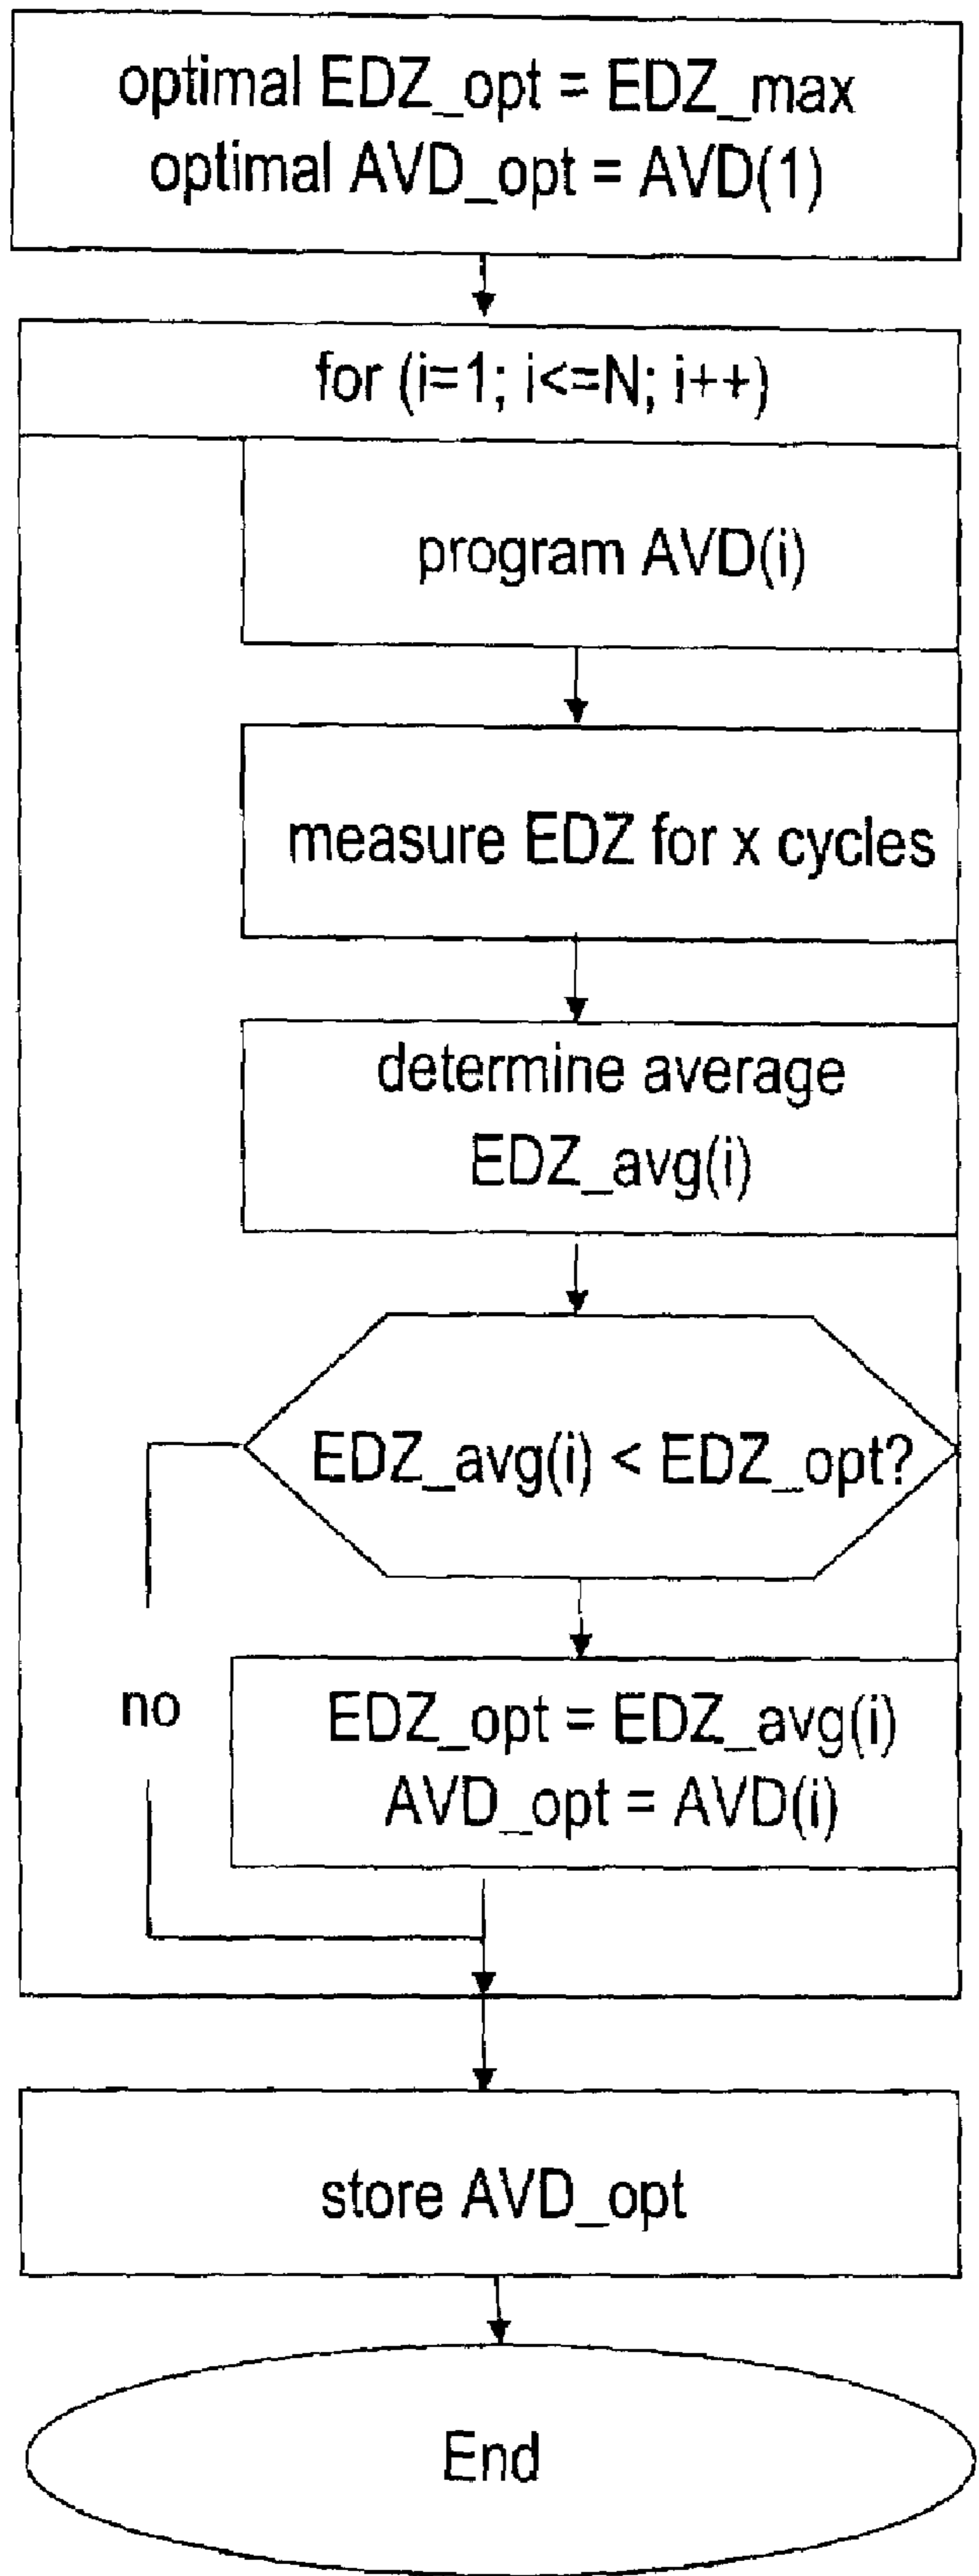 optimal EDZ_opt = EDZ_max
optimal AVD_opt = AVD(1)
for (i=1; i<=N; i++)
program AVD(i)
measure EDZ for x cycles
determine average
EDZ_avg(i)
EDZ_avg(i) < EDZ_opt?
no
EDZ_opt = EDZ_avg(i)
AVD_opt = AVD(i)
store AVD_opt
End